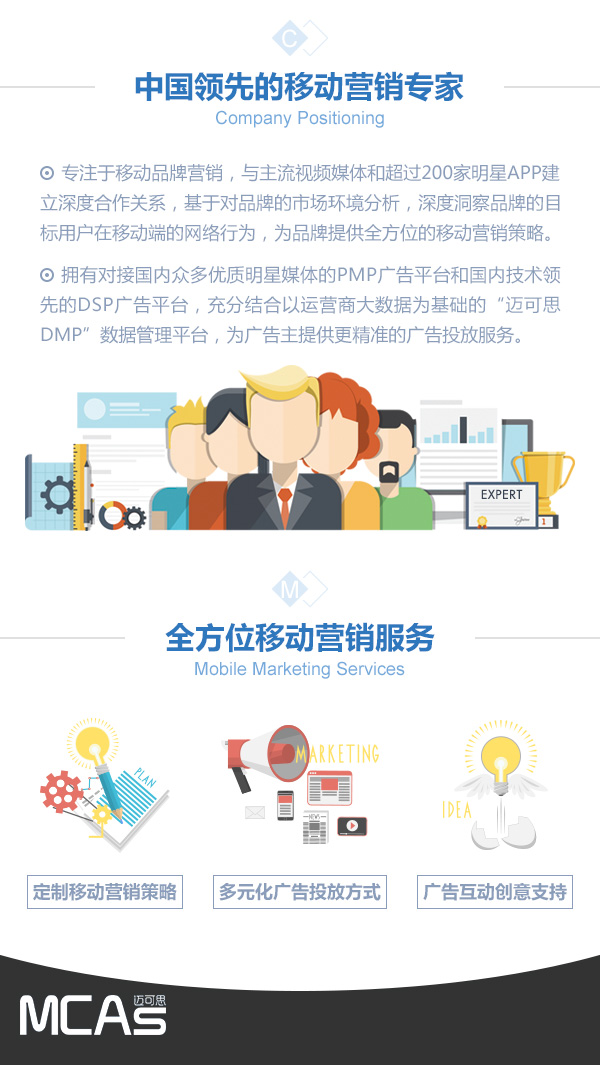 C
中国领先的移动营销专家
Company Positioning
专注于移动品牌营销，与主流视频媒体和超过200家明星APP建
立深度合作关系，基于对品牌的市场环境分析，深度洞察品牌的目
标用户在移动端的网络行为，为品牌提供全方位的移动营销策略。
拥有对接国内众多优质明星媒体的PMP广告平台和国内技术领
先的DSP广告平台，充分结合以运营商大数据为基础的“迈可思
DMP”数据管理平台，为广告主提供更精准的广告投放服务。
EXPERT
1
M
全方位移动营销服务
Mobile Marketing Services
PLAN
MARKETING
NEWS
IDEA
定制移动营销策略
多元化广告投放方式
广告互动创意支持
迈可思
MCAs